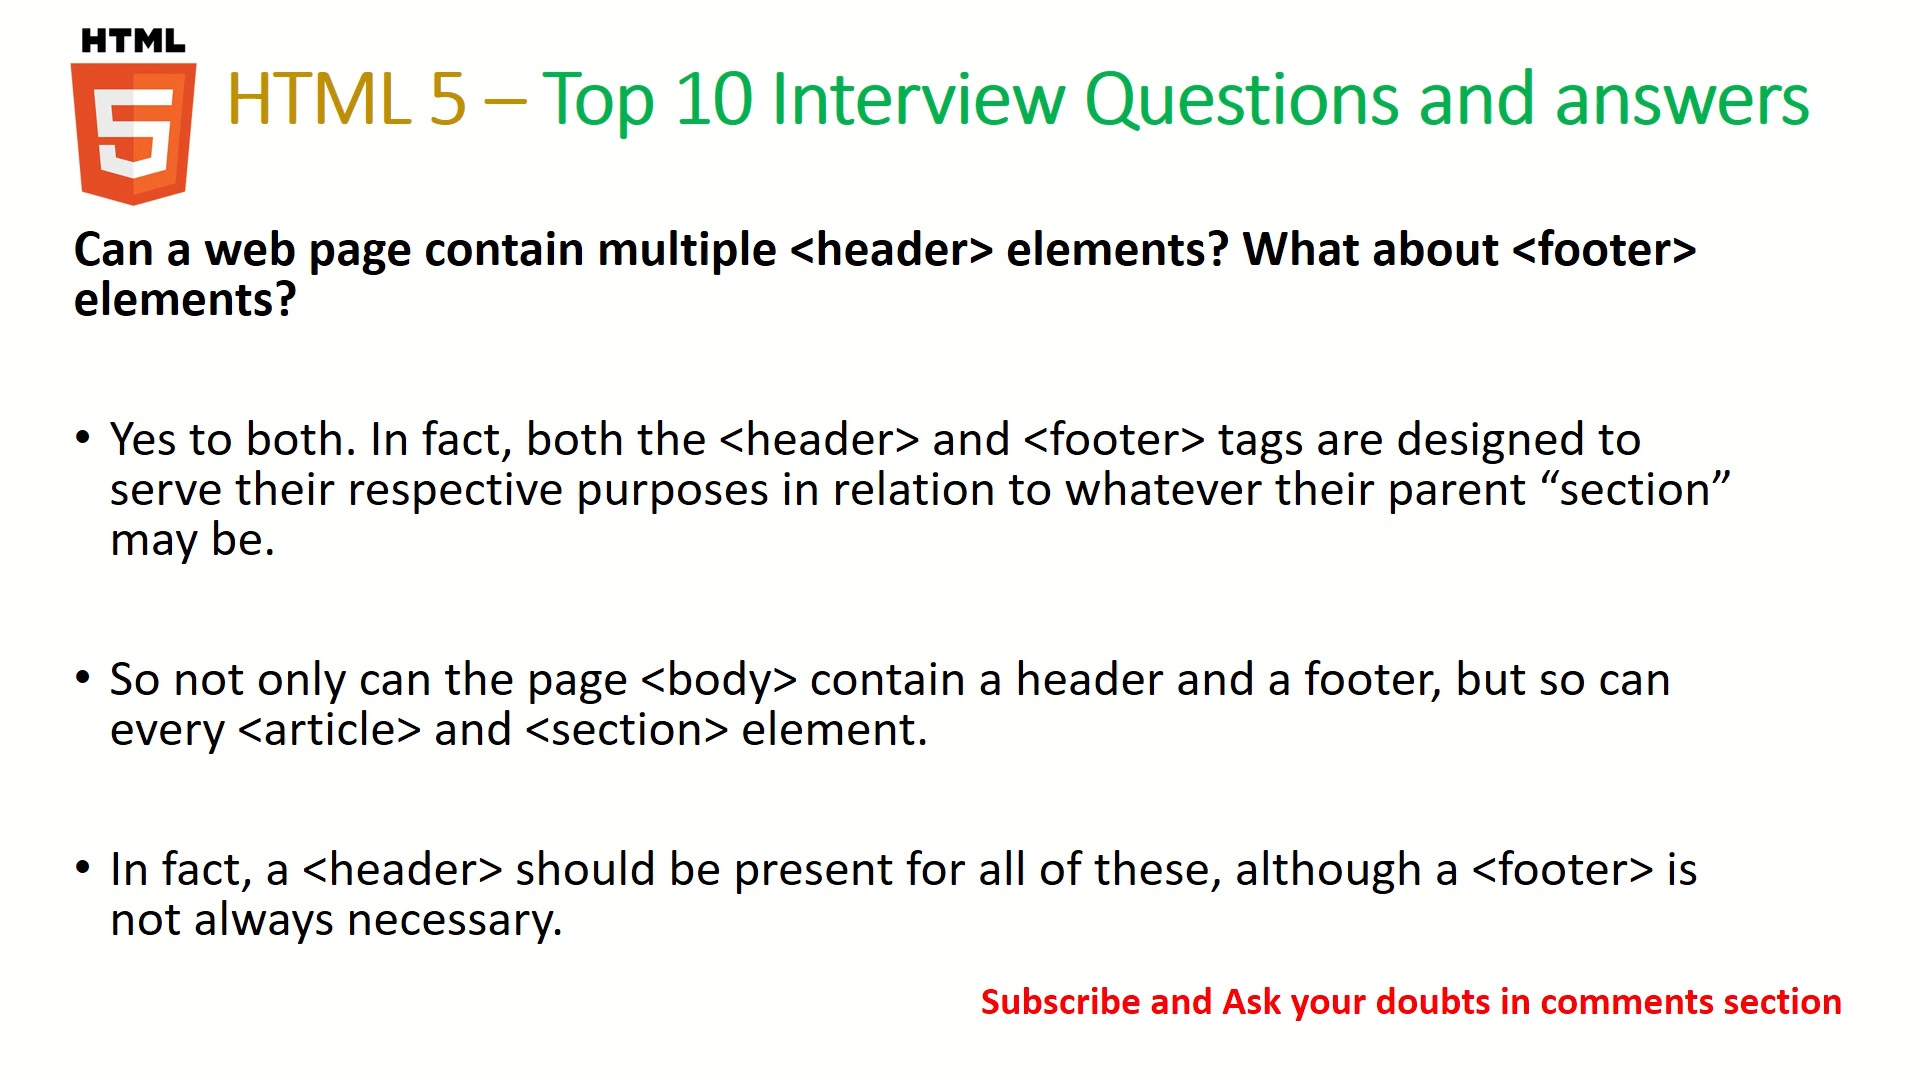 HTML
5
HTML 5 – Top 10 Interview Questions and answers
Can a web page contain multiple <header> elements? What about <footer>
elements?
• Yes to both. In fact, both the <header> and <footer> tags are designed to
serve their respective purposes in relation to whatever their parent “section”
may be.
• So not only can the page <body> contain a header and a footer, but so can
every <article> and <section> element.
• In fact, a <header> should be present for all of these, although a <footer> is
not always necessary.
Subscribe and Ask your doubts in comments section